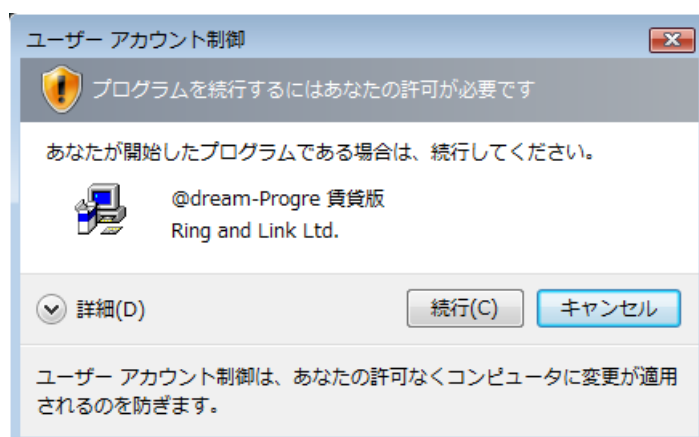 ユーザー アカウント制御
プログラムを続行するにはあなたの許可が必要です
あなたが開始したプログラムである場合は、続行してください。
@dream-Progre 賃貸版
Ring and Link Ltd.
詳細(D)
続行(C)
キャンセル
ユーザー アカウント制御は、あなたの許可なくコンピュータに変更が適用
されるのを防ぎます。